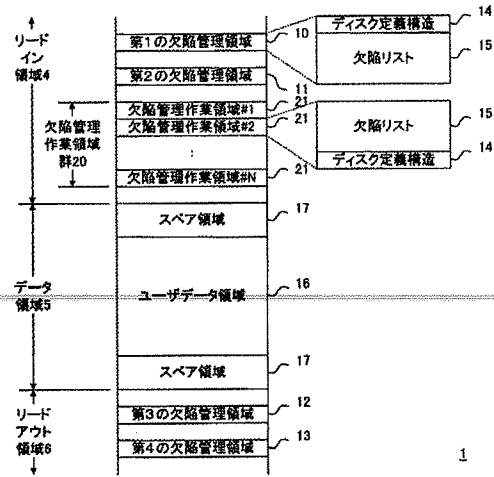 リード
イン
領域4
欠陥管理
作業領域
群20
データ
領域5
リード
アウト
領域6
第1の欠陥管理領域
10
第2の欠陥管理領域
11
欠陥管理作業領域#1
21
欠陥管理作業領域#2
21
:
欠陥管理作業領域#N
21
スペア領域
17
ユーザデータ領域
16
スペア領域
17
第3の欠陥管理領域
12
第4の欠陥管理領域
13
ディスク定義構造
14
欠陥リスト
15
欠陥リスト
15
ディスク定義構造
14
1